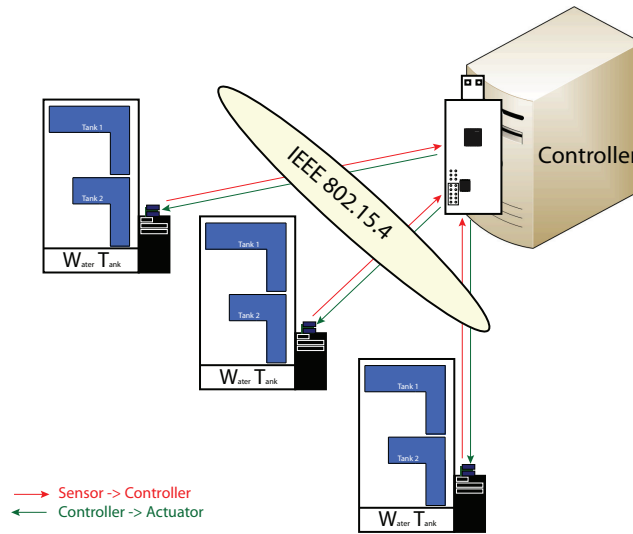 Tank 1
Tank 2
Water Tank
IEEE 802.15.4
Controller
Tank 1
Tank 2
Water Tank
Tank 1
Tank 2
Water Tank
Sensor -> Controller
Controller -> Actuator